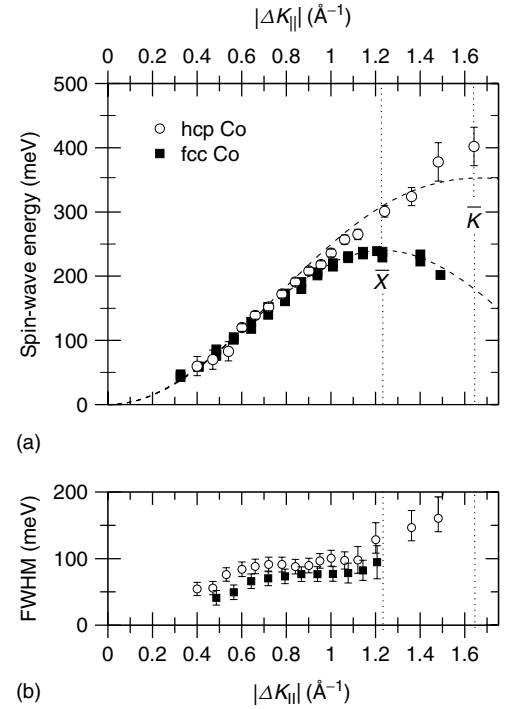 |ΔK||| (Å−1)
0 0.2 0.4 0.6 0.8 1.0 1.2 1.4 1.6
500
400
300
200
100
0
Spin-wave energy (meV)
hcp Co
fcc Co
K̅
X̅
(a)
200
100
0
FWHM (meV)
0 0.2 0.4 0.6 0.8 1.0 1.2 1.4 1.6
(b)
|ΔK||| (Å−1)